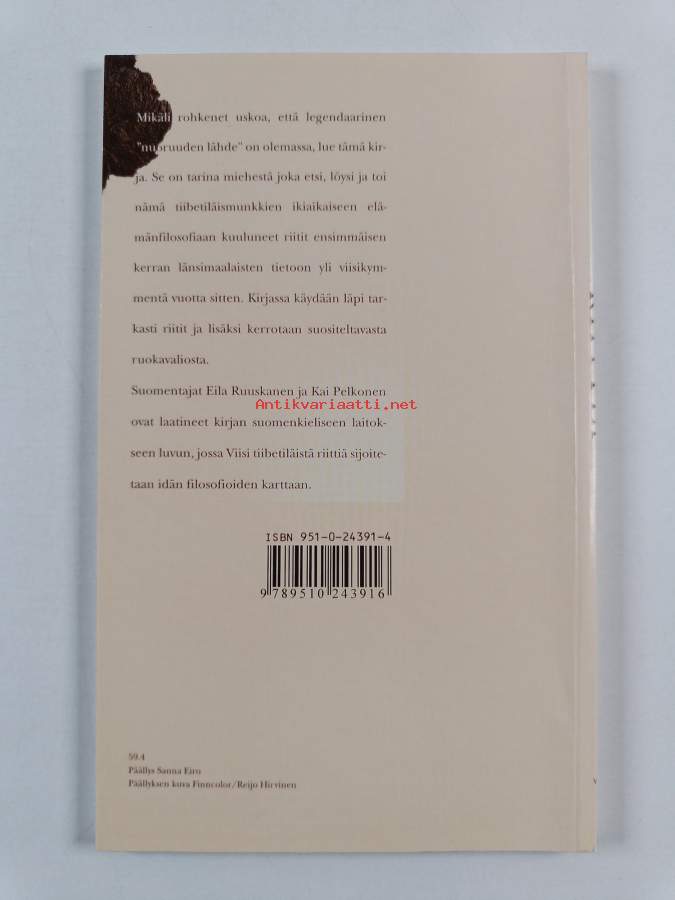 Mikäli rohkenet uskoa, että legendaarinen
"nuoruuden lähde" on olemassa, lue tämä kir-
ja. Se on tarina miehestä joka etsi, löysi ja toi
nämä tiibetiläismunkkien ikiaikaiseen elä-
mänfilosofiaan kuuluneet riitit ensimmäisen
kerran länsimaalaisten tietoon yli viisikym-
mentä vuotta sitten. Kirjassa käydään läpi tar-
kasti riitit ja lisäksi kerrotaan suositeltavasta
ruokavaliosta.
Suomentajat Eila Ruuskanen ja Kai Pelkonen
Antikvariaatti.net
ovat laatineet kirjan suomenkieliseen laitok-
seen luvun, jossa Viisi tiibetiläistä riittiä sijoite-
taan idän filosofioiden karttaan.
ISBN 951-0-24391-4
9 789510 243916
59.4
Päällys Sanna Eiro
Päällyksen kuva Finncolor/Reijo Hirvinen